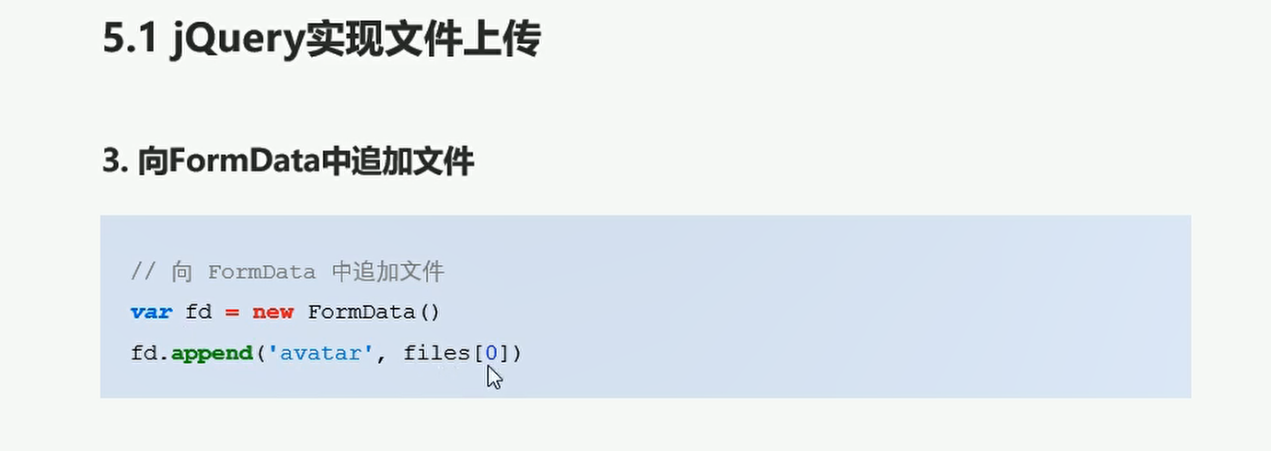 5.1 jQuery实现文件上传
3. 向FormData中追加文件
// 向 FormData 中追加文件
var fd = new FormData()
fd.append('avatar', files[0])